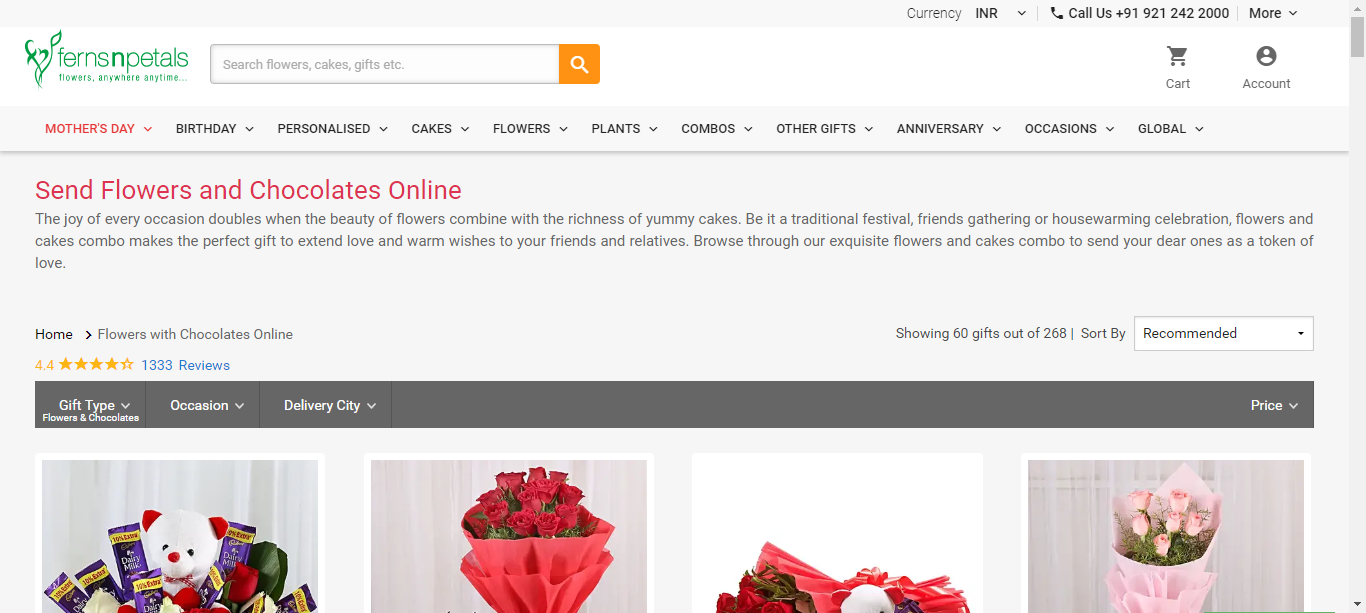 Currency INR Call Us +91 921 242 2000 More
fernsnpetals
flowers, anywhere anytime...
Search flowers, cakes, gifts etc.
Cart Account
MOTHER'S DAY BIRTHDAY PERSONALISED CAKES FLOWERS PLANTS COMBOS OTHER GIFTS ANNIVERSARY OCCASIONS GLOBAL
Send Flowers and Chocolates Online
The joy of every occasion doubles when the beauty of flowers combine with the richness of yummy cakes. Be it a traditional festival, friends gathering or housewarming celebration, flowers and
cakes combo makes the perfect gift to extend love and warm wishes to your friends and relatives. Browse through our exquisite flowers and cakes combo to send your dear ones as a token of
love.
Home Flowers with Chocolates Online
Showing 60 gifts out of 268 | Sort By Recommended
4.4 1333 Reviews
Gift Type Occasion Delivery City Price
Flowers & Chocolates
10% Extra
Dairy
Milk
10% Extra
10% Extra
Dairy
Milk